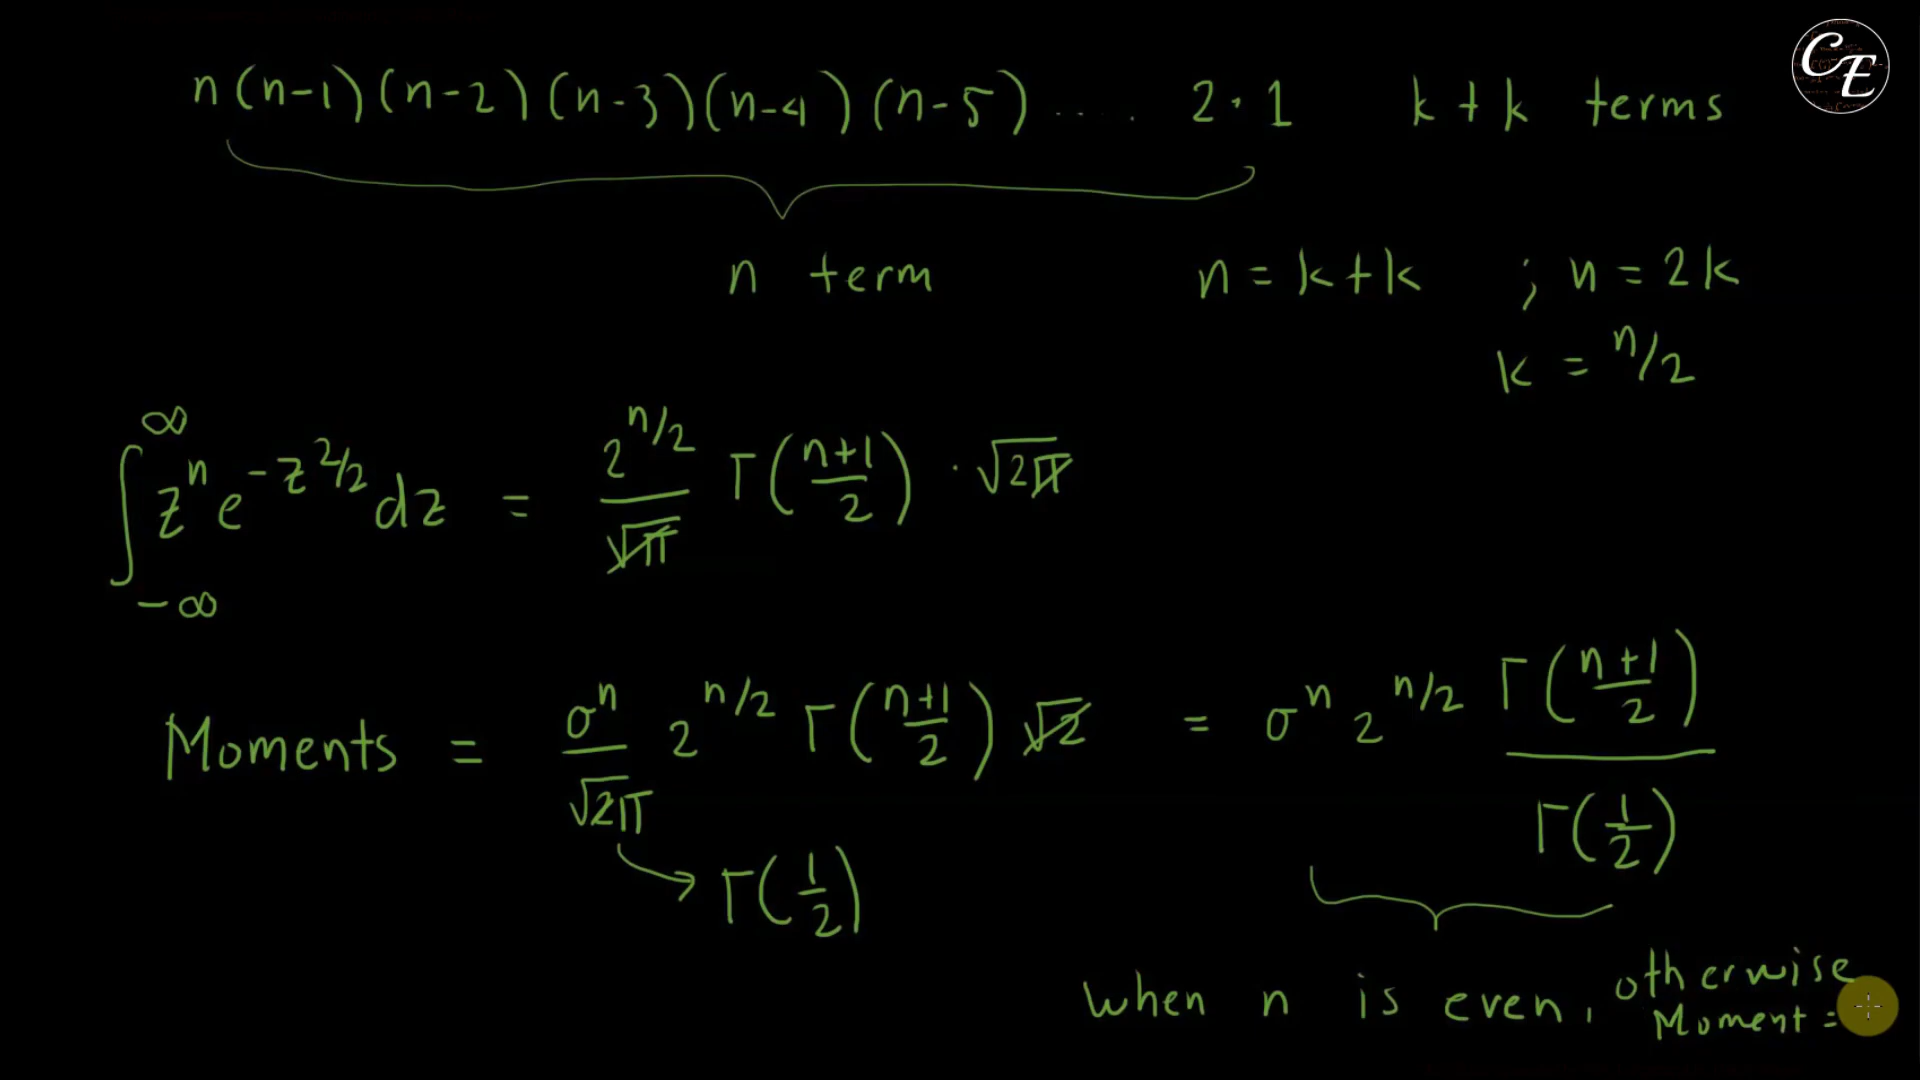 CE
n(n-1)(n-2)(n-3)(n-4)(n-5)..... 2·1 k+k terms
n term n = k+k ; n = 2k
k = n/2
∫_{-∞}^{∞} z^n e^{-z^2/2} dz = 2^{n/2}/√π Γ((n+1)/2) · √2π
Moments = σ^n/√2π 2^{n/2} Γ((n+1)/2) √2 = σ^n 2^{n/2} Γ((n+1)/2)/Γ(1/2)
Γ(1/2)
when n is even, otherwise
Moment =